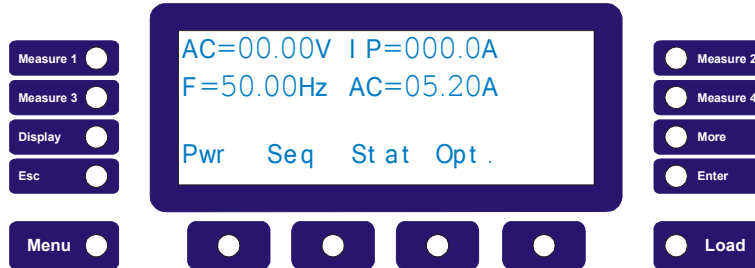 Measure 1
Measure 3
Display
Esc
Menu
AC=00.00V I P=000.0A
F=50.00Hz AC=05.20A
Pwr Seq Stat Opt.
Measure 2
Measure 4
More
Enter
Load